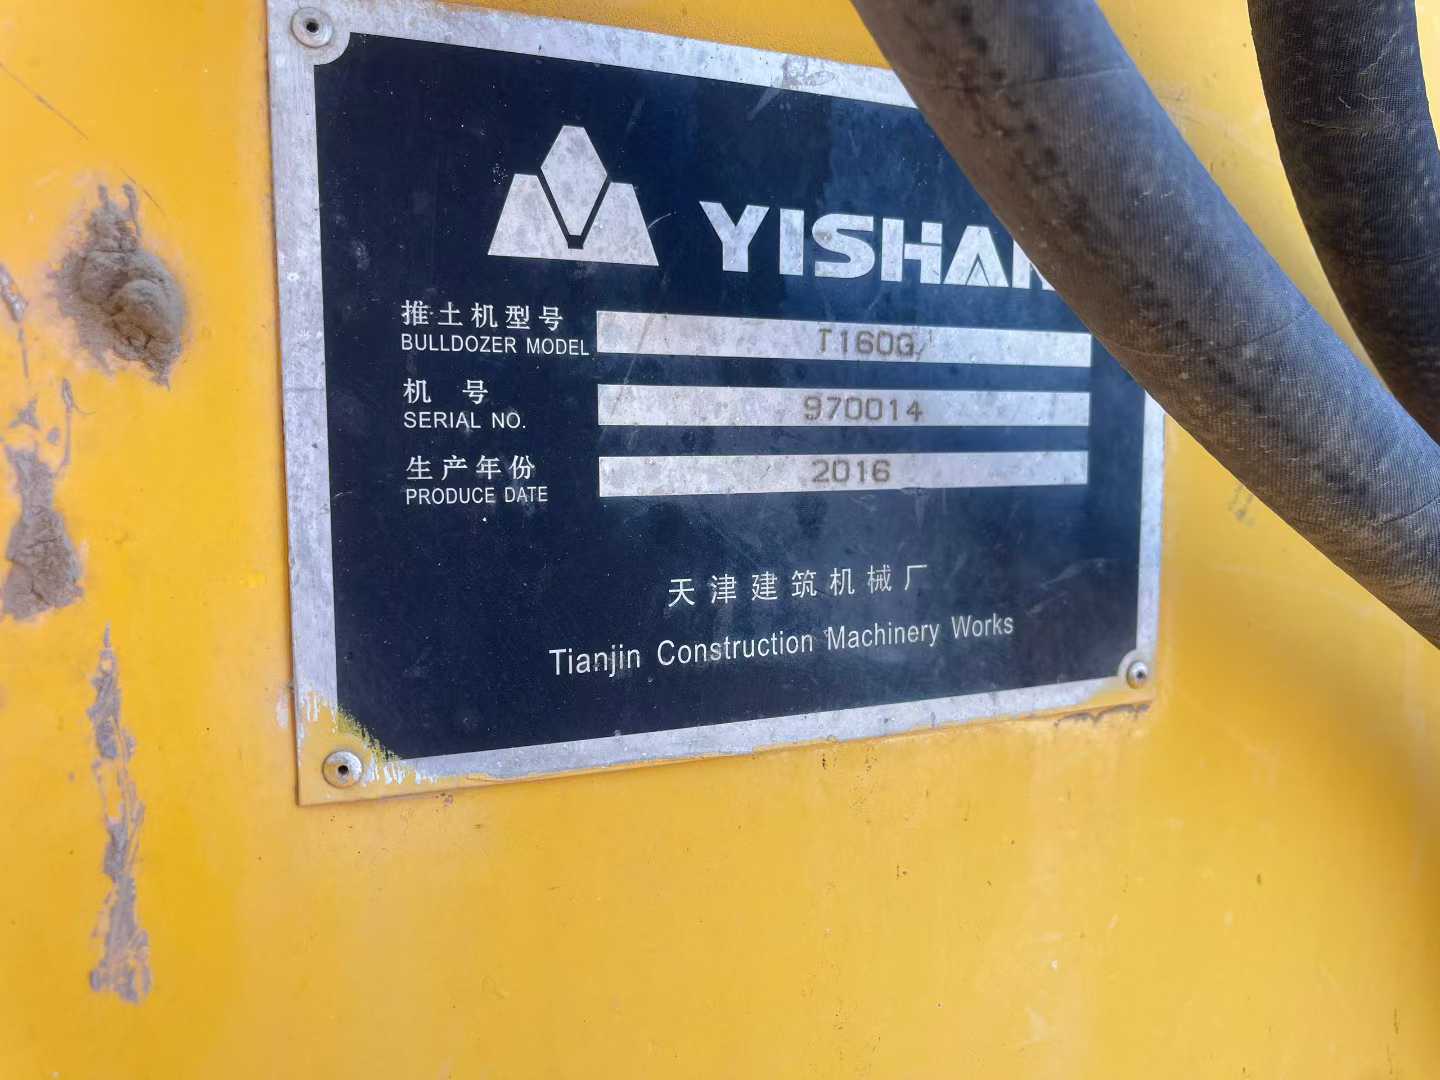 YISHAN
推土机型号
BULLDOZER MODEL T160G/
机 号
SERIAL NO. 970014
生产年份
PRODUCE DATE 2016
天津建筑机械厂
Tianjin Construction Machinery Works